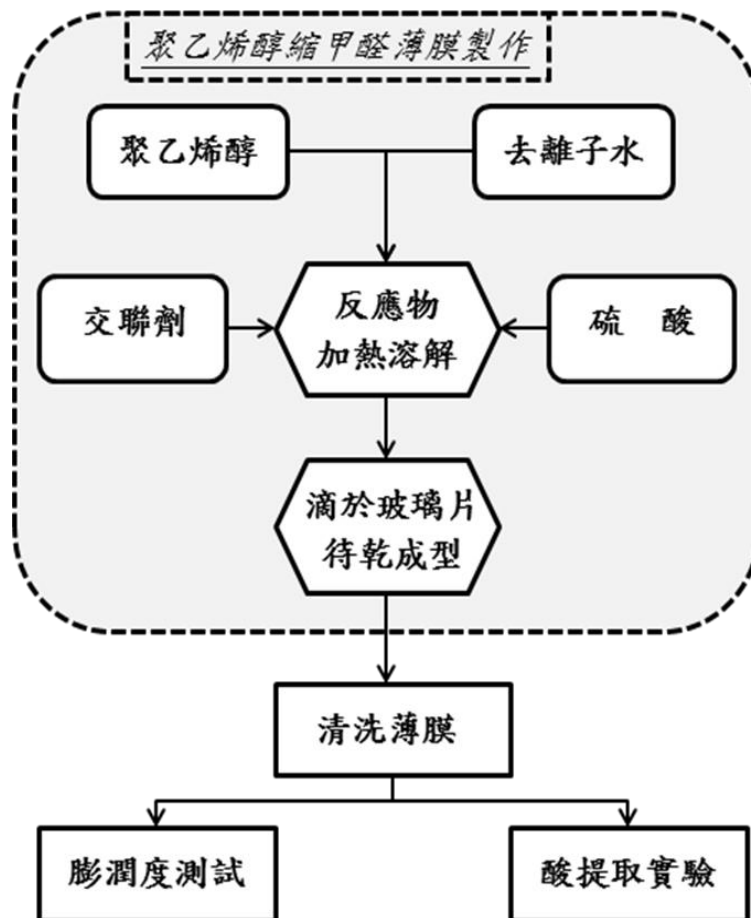 聚乙烯醇縮甲醛薄膜製作
聚乙烯醇
去離子水
交聯劑
反應物
加熱溶解
硫 酸
滴於玻璃片
待乾成型
清洗薄膜
膨潤度測試
酸提取實驗